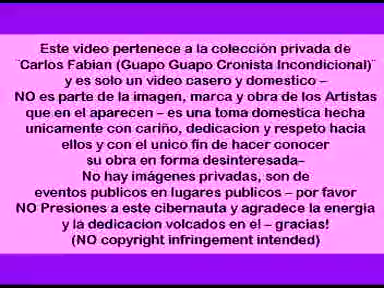 Este video pertenece a la colección privada de
¨Carlos Fabian (Guapo Guapo Cronista Incondicional)¨
y es solo un video casero y domestico –
NO es parte de la imagen, marca y obra de los Artistas
que en el aparecen – es una toma domestica hecha
unicamente con cariño, dedicacion y respeto hacia
ellos y con el unico fin de hacer conocer
su obra en forma desinteresada–
No hay imágenes privadas, son de
eventos publicos en lugares publicos – por favor
NO Presiones a este cibernauta y agradece la energia
y la dedicacion volcados en el – gracias!
(NO copyright infringement intended)